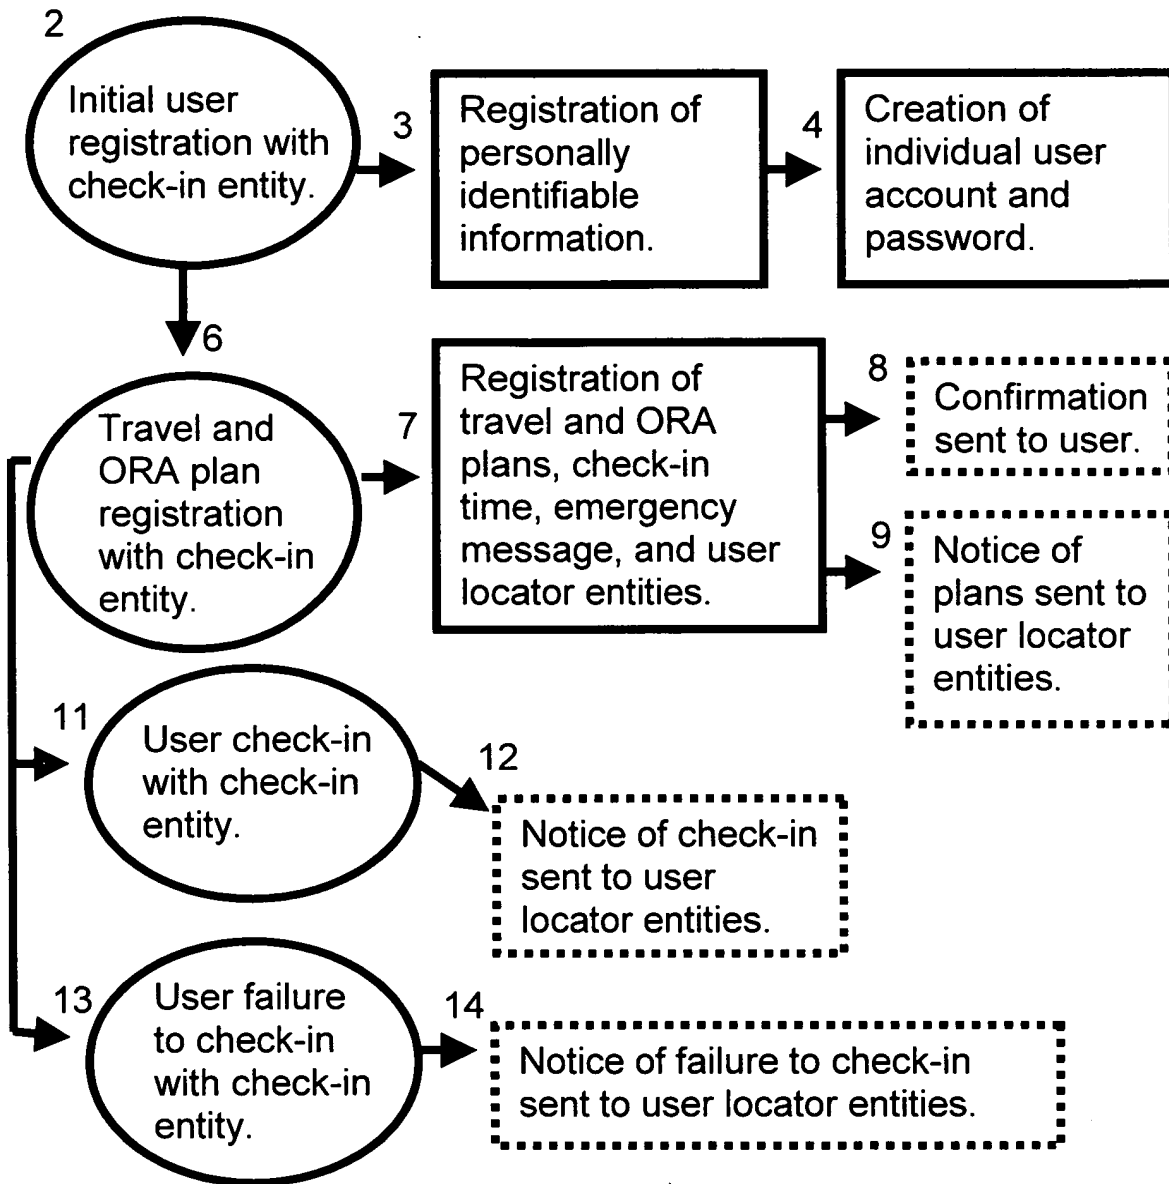 2
Initial user
registration with
check-in entity.
3
Registration of
personally
identifiable
information.
4
Creation of
individual user
account and
password.
6
Travel and
ORA plan
registration
with check-in
entity.
7
Registration of
travel and ORA
plans, check-in
time, emergency
message, and user
locator entities.
8
Confirmation
sent to user.
9
Notice of
plans sent to
user locator
entities.
11
User check-in
with check-in
entity.
12
Notice of check-in
sent to user
locator entities.
13
User failure
to check-in
with check-in
entity.
14
Notice of failure to check-in
sent to user locator entities.